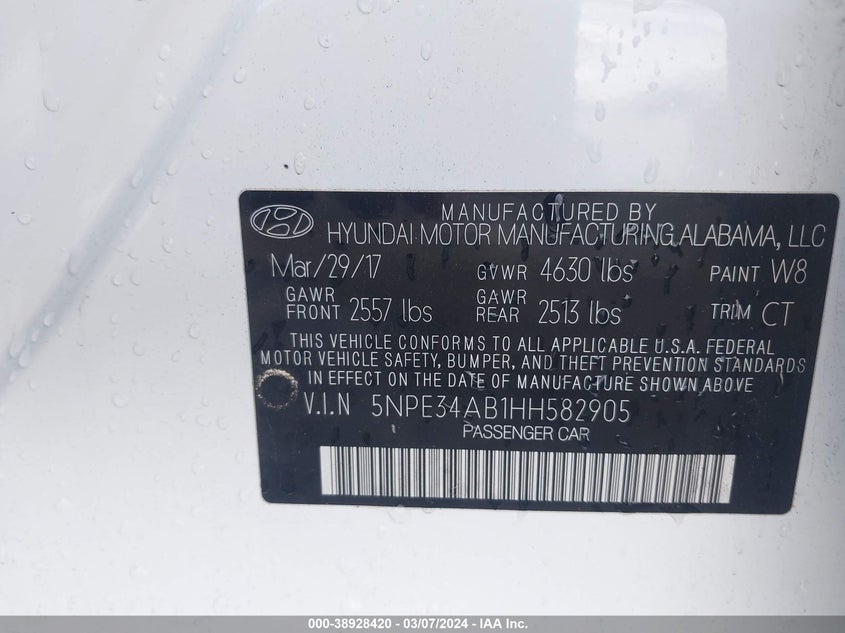 MANUFACTURED BY
HYUNDAI MOTOR MANUFACTURING ALABAMA, LLC
Mar/29/17 GVWR 4630 lbs PAINT W8
GAWR FRONT 2557 lbs GAWR REAR 2513 lbs TRIM CT
THIS VEHICLE CONFORMS TO ALL APPLICABLE U.S.A. FEDERAL
MOTOR VEHICLE SAFETY, BUMPER, AND THEFT PREVENTION STANDARDS
IN EFFECT ON THE DATE OF MANUFACTURE SHOWN ABOVE
V.I.N 5NPE34AB1HH582905
PASSENGER CAR
000-38928420 - 03/07/2024 - IAA Inc.